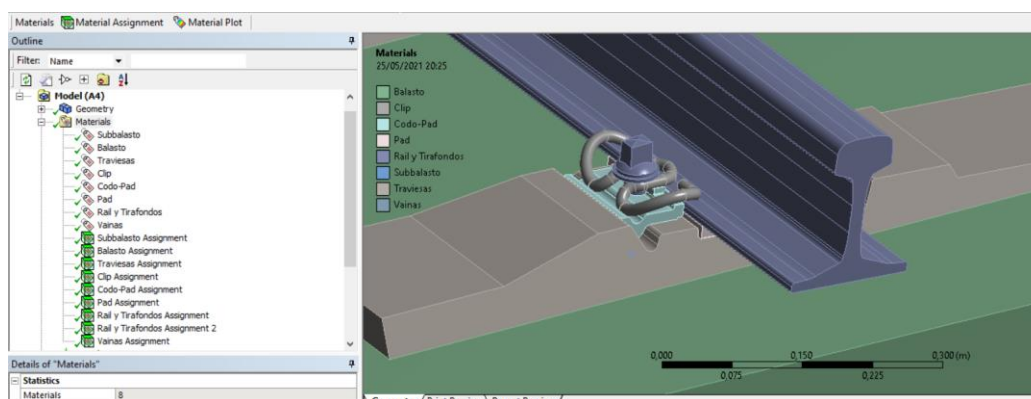 Materials Material Assignment Material Plot
Outline
Filter: Name
Model (A4)
Geometry
Materials
Subbalasto
Balasto
Traviesas
Clip
Codo-Pad
Pad
Rail y Tirafondos
Vainas
Subbalasto Assignment
Balasto Assignment
Traviesas Assignment
Clip Assignment
Codo-Pad Assignment
Pad Assignment
Rail y Tirafondos Assignment
Rail y Tirafondos Assignment 2
Vainas Assignment
Details of "Materials"
Statistics
Materials 8
Materials
25/05/2021 20:25
Balasto
Clip
Codo-Pad
Pad
Rail y Tirafondos
Subbalasto
Traviesas
Vainas
0,000 0,150 0,300 (m)
0,075 0,225